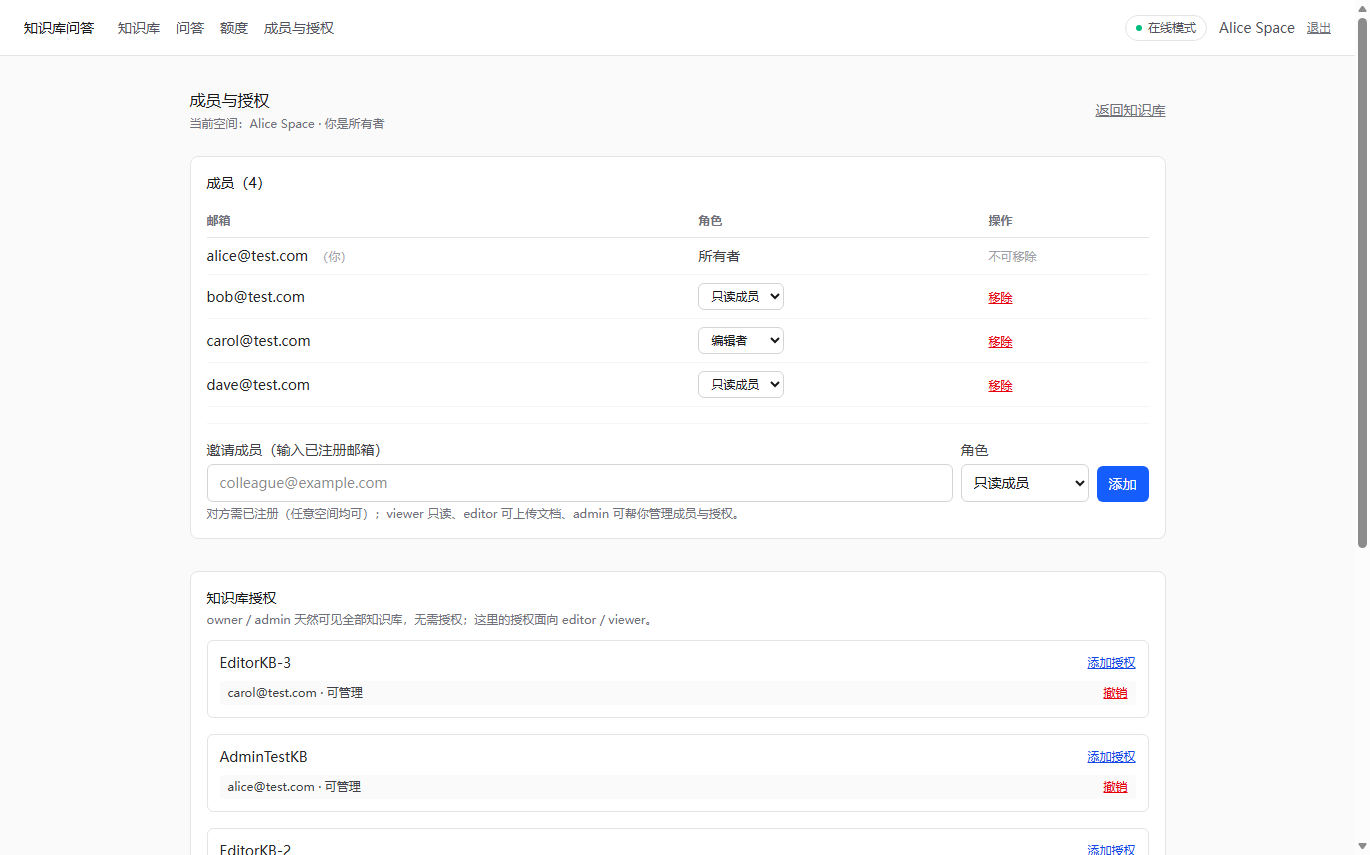 知识库问答 知识库 问答 额度 成员与授权 在线模式 Alice Space 退出
成员与授权
当前空间：Alice Space · 你是所有者
返回知识库
成员（4）
邮箱 角色 操作
alice@test.com （你） 所有者 不可移除
bob@test.com 只读成员 移除
carol@test.com 编辑者 移除
dave@test.com 只读成员 移除
邀请成员（输入已注册邮箱） 角色
colleague@example.com 只读成员 添加
对方需已注册（任意空间均可）；viewer 只读、editor 可上传文档、admin 可帮你管理成员与授权。
知识库授权
owner / admin 天然可见全部知识库，无需授权；这里的授权面向 editor / viewer。
EditorKB-3 添加授权
carol@test.com · 可管理 撤销
AdminTestKB 添加授权
alice@test.com · 可管理 撤销
EditorKB-2 添加授权